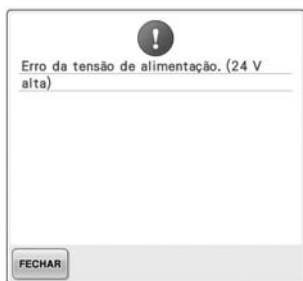 Erro da tensão de alimentação. (24 V
alta)
FECHAR